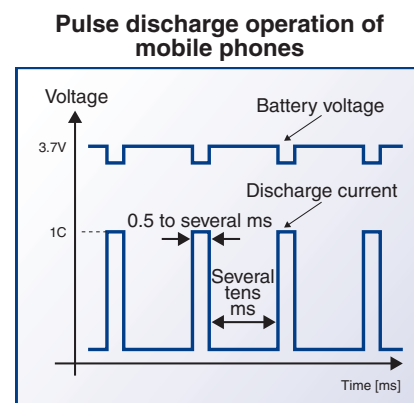 Pulse discharge operation of
mobile phones
Voltage
Battery voltage
3.7V
Discharge current
0.5 to several ms
1C
Several
tens
ms
Time [ms]